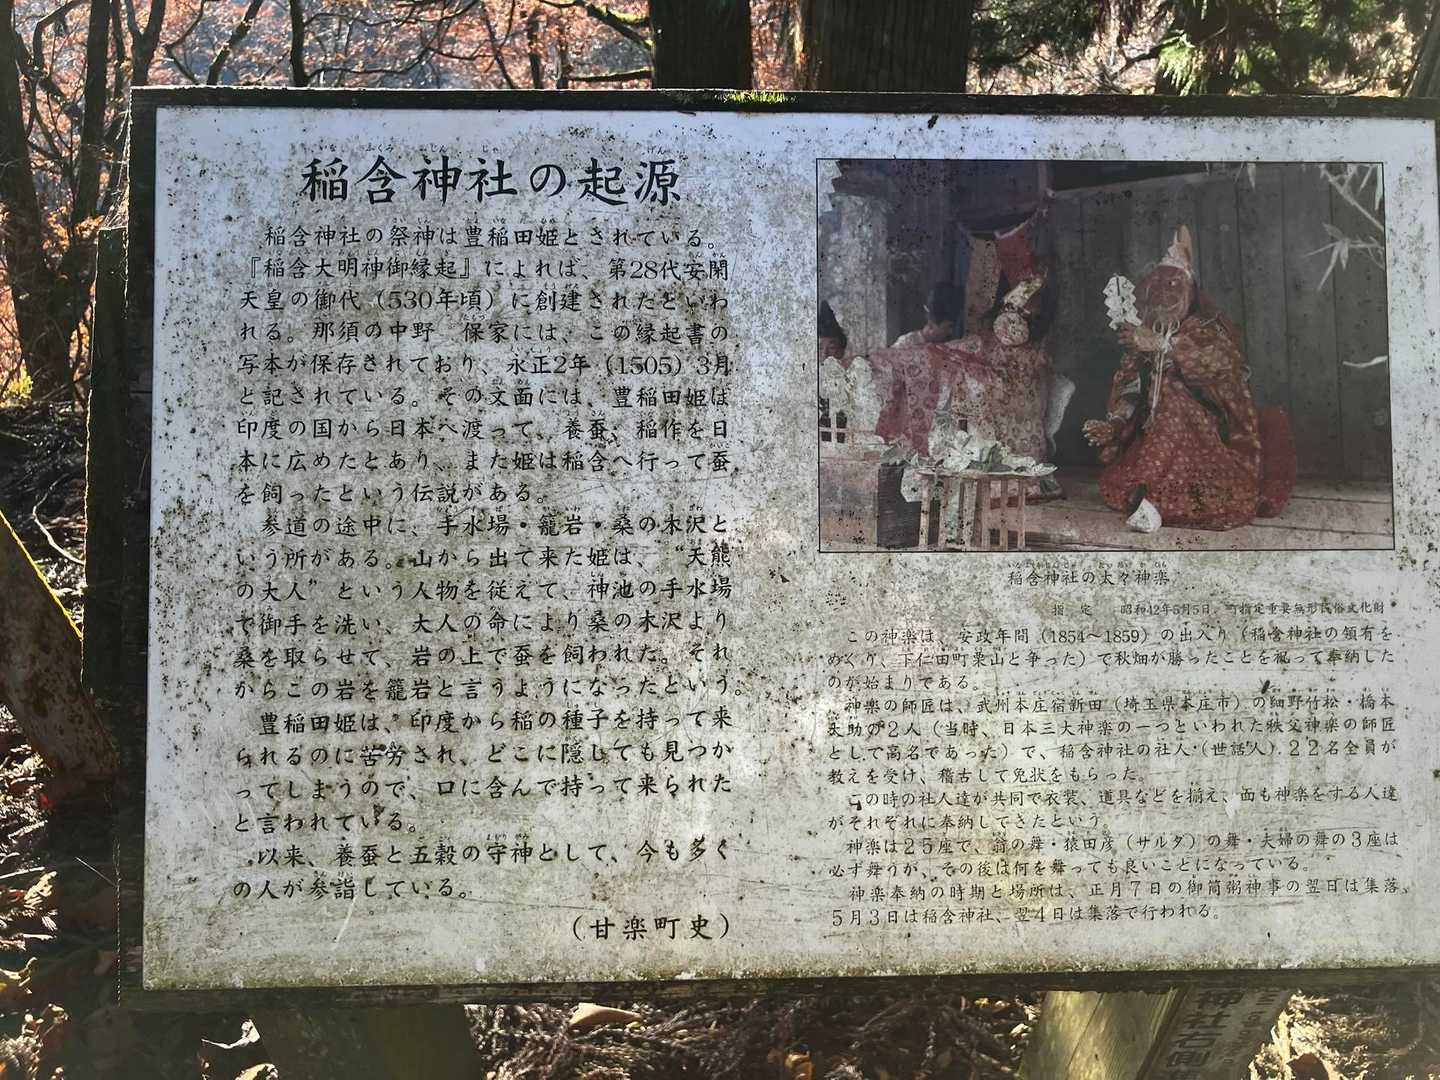 稲含神社の起源
稲含神社の祭神は豊稲田姫とされている。
『稲含大明神御縁起』によれば、第28代安閑
天皇の御代（530年頃）に創建されたといわ
れる。那須の中野　保家には、この縁起書の
写本が保存されており、永正2年（1505）3月
と記されている。その文面には、豊稲田姫は
印度の国から日本へ渡って、養蚕、稲作を日
本に広めたとあり、また姫は稲含へ行って蚕
を飼ったという伝説がある。
参道の途中に、手水場・籠岩・桑の木沢と
いう所がある。山から出て来た姫は、“天熊
の大人”という人物を従えて、神池の手水場
で御手を洗い、大人の命により桑の木沢より
桑を取らせて、岩の上で蚕を飼われた。それ
からこの岩を籠岩と言うようになったという。
豊稲田姫は、印度から稲の種子を持って来
られるのに苦労され、どこに隠しても見つか
ってしまうので、口に含んで持って来られた
と言われている。
以来、養蚕と五穀の守神として、今も多く
の人が参詣している。
（甘楽町史）
稲含神社の太々神楽
指定　昭和42年5月5日、町指定重要無形民俗文化財
この神楽は、安政年間（1854～1859）の出入り（稲含神社の領有を
めぐり、下仁田町栗山と争った）で秋畑が勝ったことを祝って奉納した
のが始まりである。
神楽の師匠は、武州本庄宿新田（埼玉県本庄市）の細野竹松・橋本
大助の2人（当時、日本三大神楽の一つといわれた秩父神楽の師匠
として高名であった）で、稲含神社の社人（世話人）22名全員が
教えを受け、稽古して免状をもらった。
この時の社人達が共同で衣装、道具などを揃え、面も神楽をする人達
がそれぞれに奉納してきたという。
神楽は25座で、翁の舞・猿田彦（サルタ）の舞・夫婦の舞の3座は
必ず舞うが、その後は何を舞っても良いことになっている。
神楽奉納の時期と場所は、正月7日の御筒粥神事の翌日は集落、
5月3日は稲含神社、翌4日は集落で行われる。
神社右側